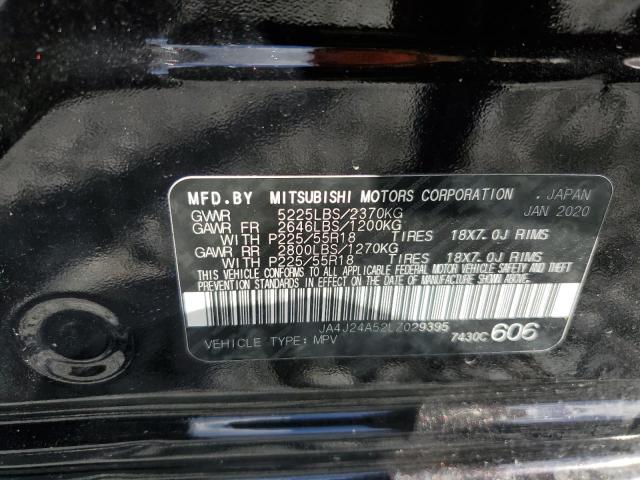 MFD.BY MITSUBISHI MOTORS CORPORATION , JAPAN
GVWR 5225LBS/2370KG JAN 2020
GAWR FR 2646LBS/1200KG
WITH P225/55R18 TIRES 18X7.0J RIMS
GAWR RR 2800LBS/1270KG
WITH P225/55R18 TIRES 18X7.0J RIMS
THIS VEHICLE CONFORMS TO ALL APPLICABLE FEDERAL MOTOR VEHICLE SAFETY AND THEFT
PREVENTION STANDARDS IN EFFECT ON THE DATE OF MANUFACTURE SHOWN ABOVE.
JA4J24A52LZ029395
VEHICLE TYPE: MPV 7430C 606